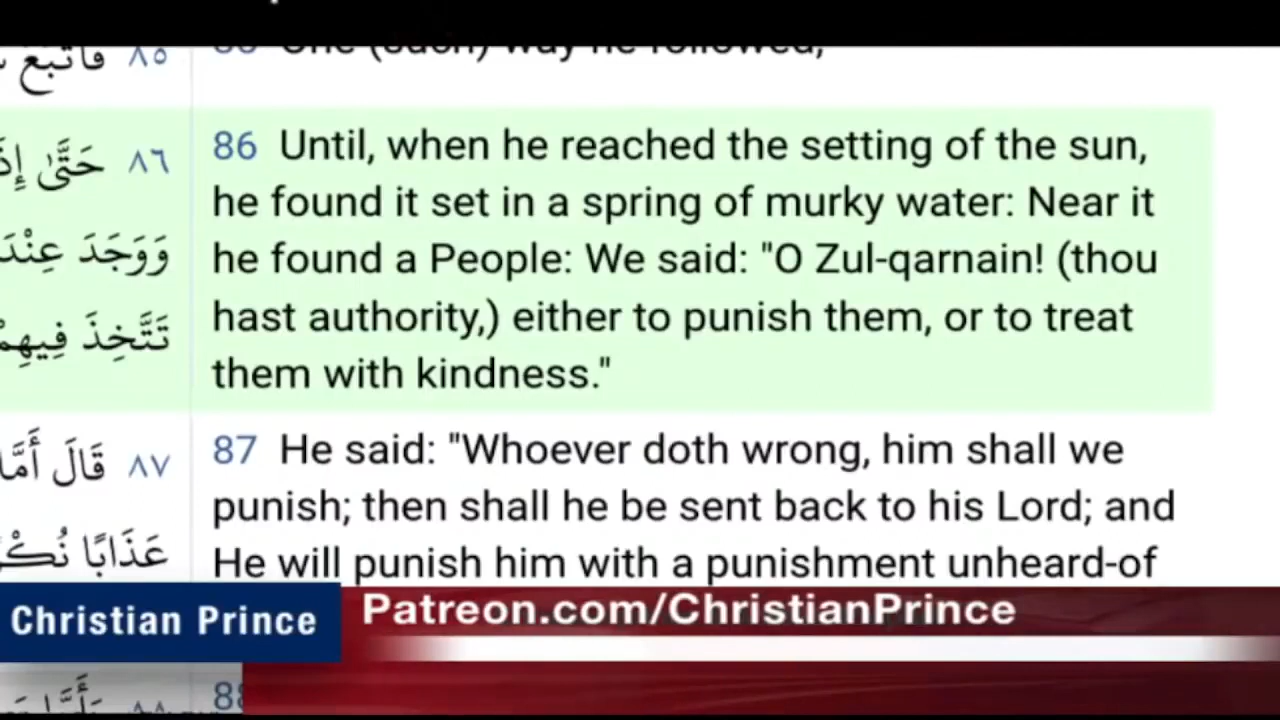 ٨٥ فَأَتْبَعَ
٨٦ حَتَّىٰ
86 Until, when he reached the setting of the sun,
he found it set in a spring of murky water: Near it
وَوَجَدَ
he found a People: We said: "O Zul-qarnain! (thou
hast authority,) either to punish them, or to treat
تَتَّخِذَ
them with kindness."
٨٧ قَالَ أَمَّا
87 He said: "Whoever doth wrong, him shall we
punish; then shall he be sent back to his Lord; and
عَذَابًا
He will punish him with a punishment unheard-of
Christian Prince
Patreon.com/ChristianPrince